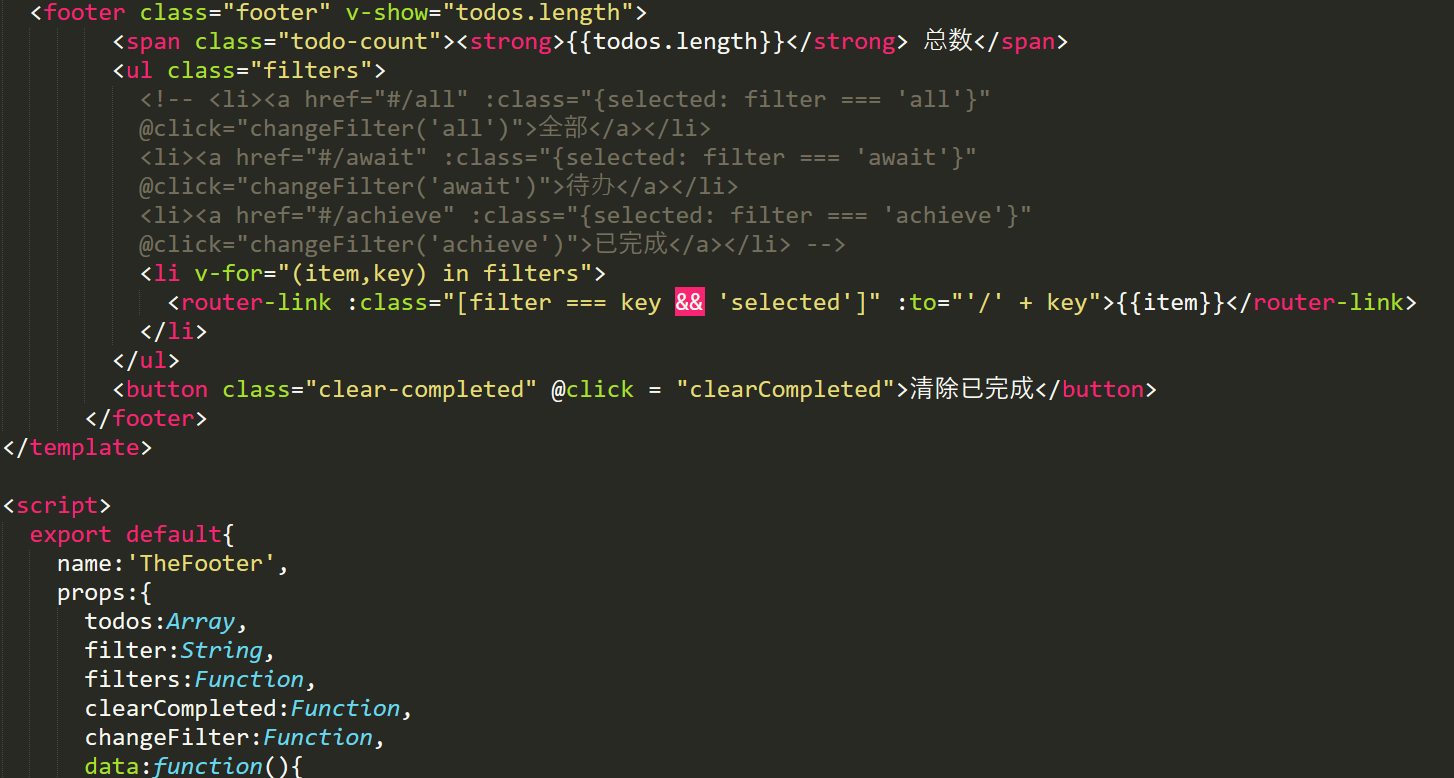 <footer class="footer" v-show="todos.length">
<span class="todo-count"><strong>{{todos.length}}</strong> 总数</span>
<ul class="filters">
<!-- <li><a href="#/all" :class="{selected: filter === 'all'}"
@click="changeFilter('all')">全部</a></li>
<li><a href="#/await" :class="{selected: filter === 'await'}"
@click="changeFilter('await')">待办</a></li>
<li><a href="#/achieve" :class="{selected: filter === 'achieve'}"
@click="changeFilter('achieve')">已完成</a></li> -->
<li v-for="(item,key) in filters">
<router-link :class="[filter === key && 'selected']" :to="'/' + key">{{item}}</router-link>
</li>
</ul>
<button class="clear-completed" @click = "clearCompleted">清除已完成</button>
</footer>
</template>
<script>
export default{
name:'TheFooter',
props:{
todos:Array,
filter:String,
filters:Function,
clearCompleted:Function,
changeFilter:Function,
data:function(){